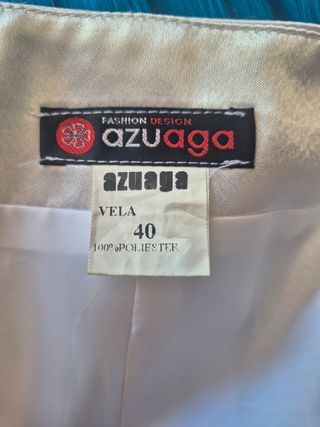 FASHION DESIGN
azuaga
azuaga
VELA
40
100%POLIESTER